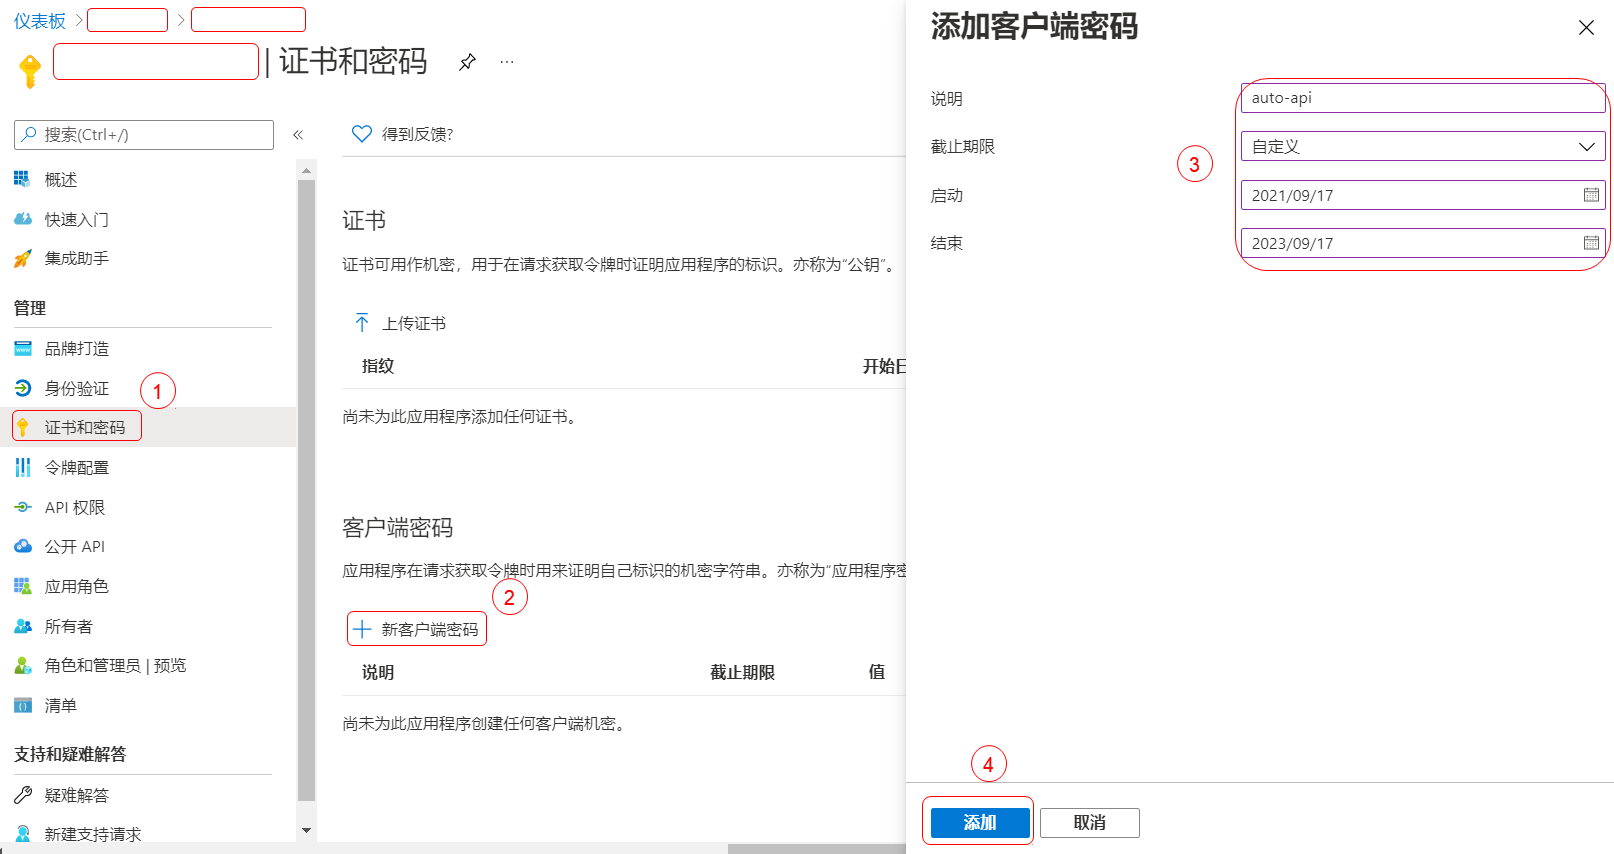 仪表板
| 证书和密码
搜索(Ctrl+/)
概述
快速入门
集成助手
管理
品牌打造
身份验证
1
证书和密码
令牌配置
API 权限
公开 API
应用角色
所有者
角色和管理员 | 预览
清单
支持和疑难解答
疑难解答
新建支持请求
得到反馈?
证书
证书可用作机密，用于在请求获取令牌时证明应用程序的标识。亦称为“公钥”。
上传证书
指纹 开始日
尚未为此应用程序添加任何证书。
客户端密码
应用程序在请求获取令牌时用来证明自己标识的机密字符串。亦称为“应用程序密
2
新客户端密码
说明 截止期限 值
尚未为此应用程序创建任何客户端机密。
添加客户端密码
说明 auto-api
截止期限 自定义
3
启动 2021/09/17
结束 2023/09/17
4
添加 取消